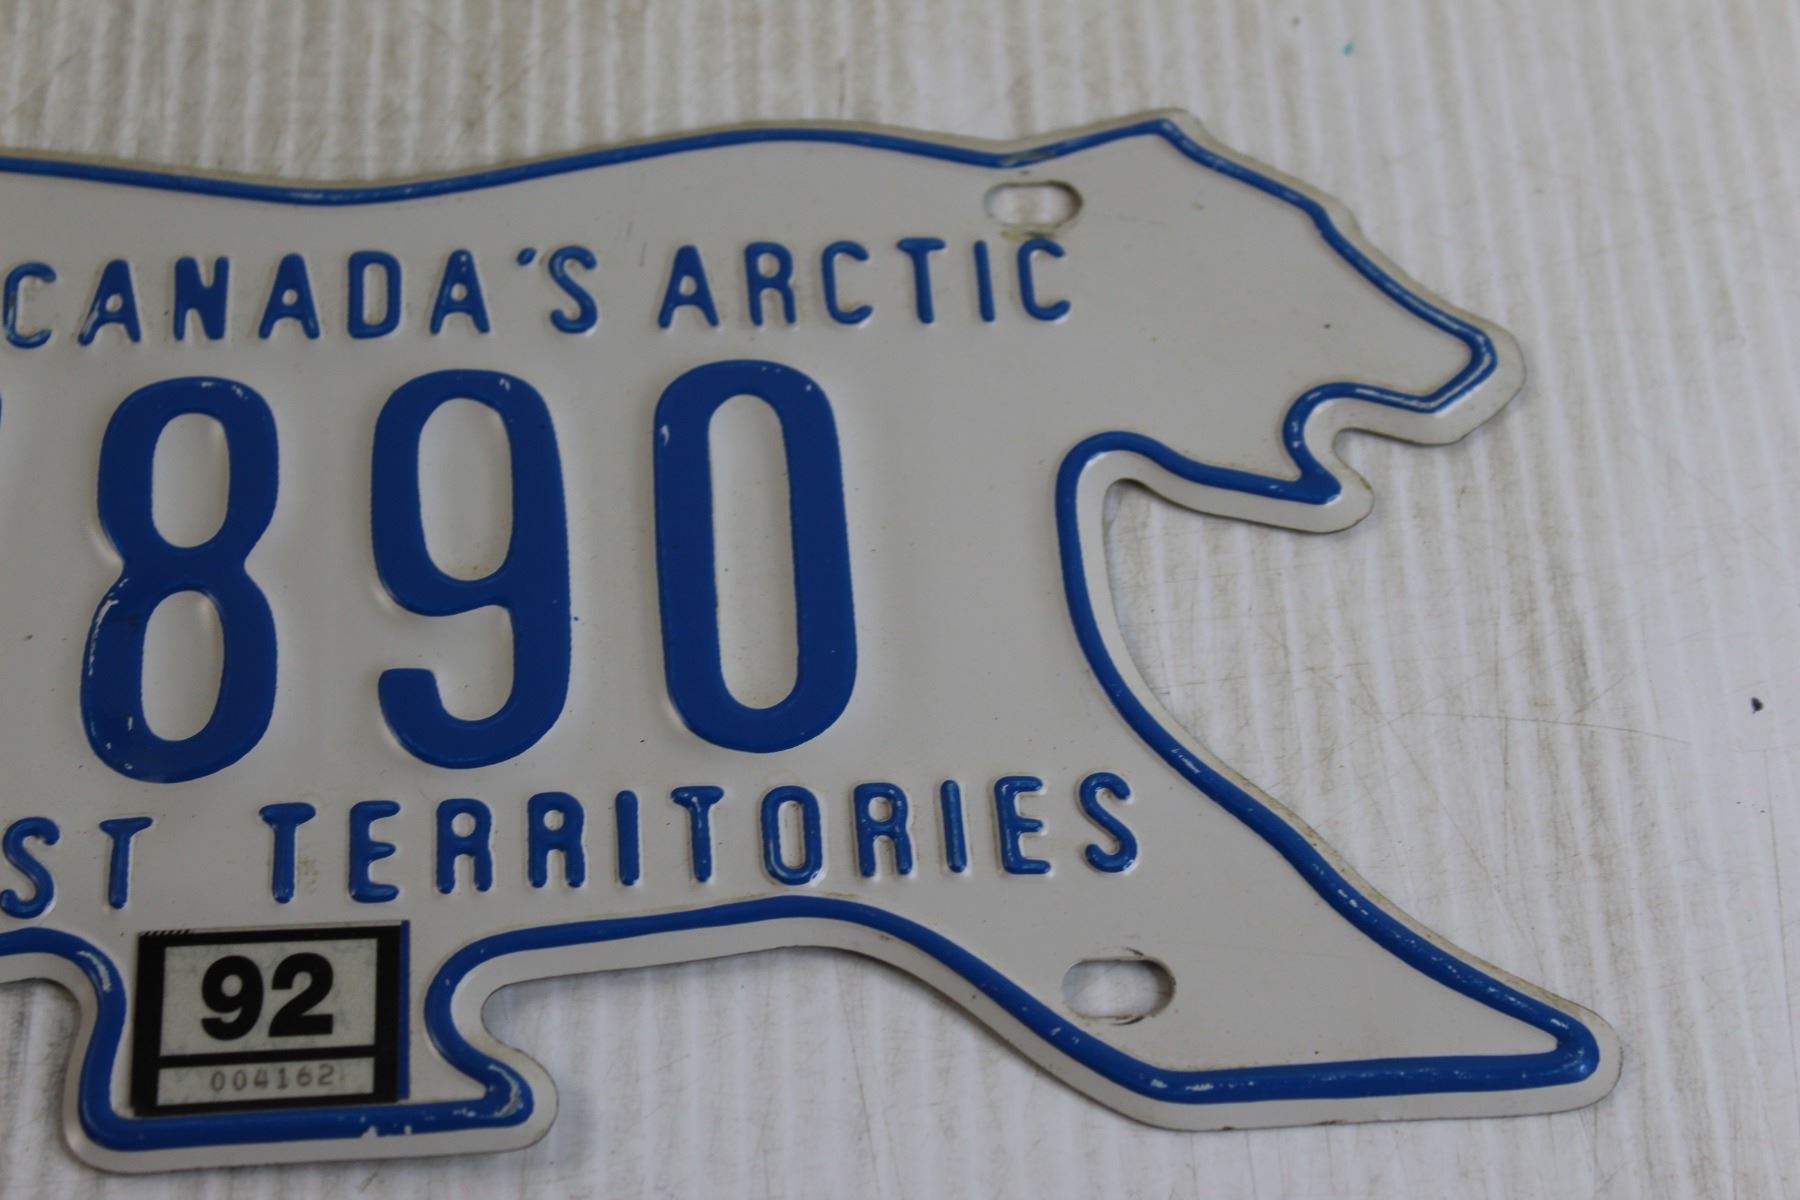 CANADA'S ARCTIC
890
ST TERRITORIES
92
004162